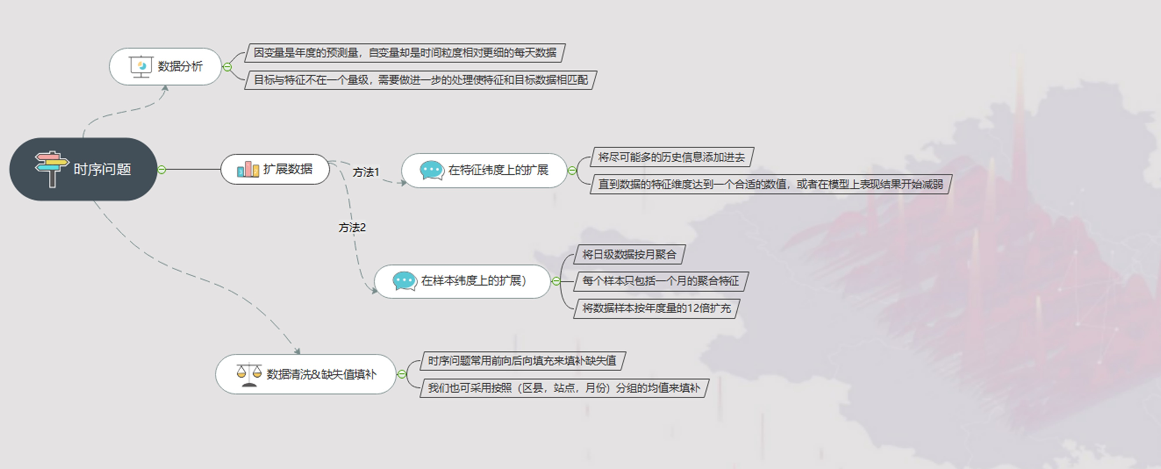 数据分析
因变量是年度的预测量，自变量却是时间粒度相对更细的每天数据
目标与特征不在一个量级，需要做进一步的处理使特征和目标数据相匹配
时序问题
扩展数据
方法1
在特征纬度上的扩展
将尽可能多的历史信息添加进去
直到数据的特征维度达到一个合适的数值，或者在模型上表现结果开始减弱
方法2
在样本纬度上的扩展）
将日级数据按月聚合
每个样本只包括一个月的聚合特征
将数据样本按年度量的12倍扩充
数据清洗&缺失值填补
时序问题常用前向后向填充来填补缺失值
我们也可采用按照（区县，站点，月份）分组的均值来填补